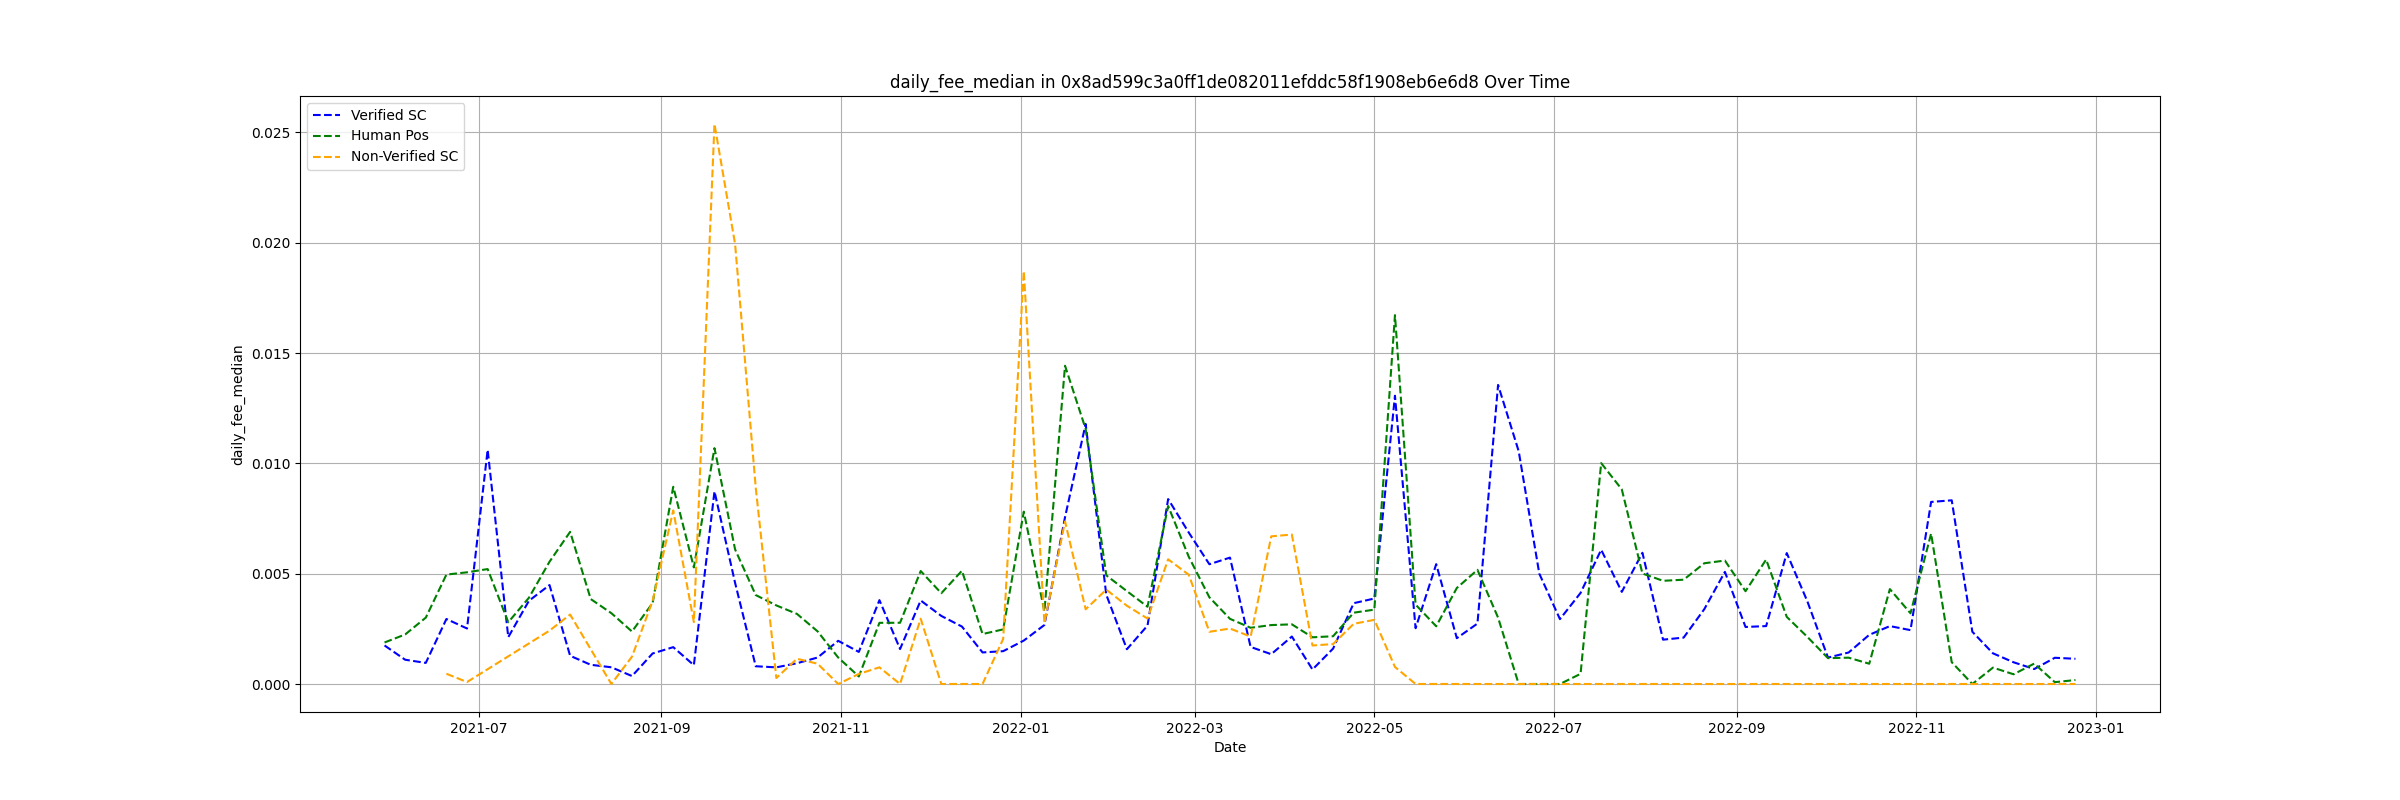 daily_fee_median in 0x8ad599c3a0ff1de082011efddc58f1908eb6e6d8 Over Time
Verified SC
Human Pos
Non-Verified SC
daily_fee_median
0.025
0.020
0.015
0.010
0.005
0.000
2021-07 2021-09 2021-11 2022-01 2022-03 2022-05 2022-07 2022-09 2022-11 2023-01
Date